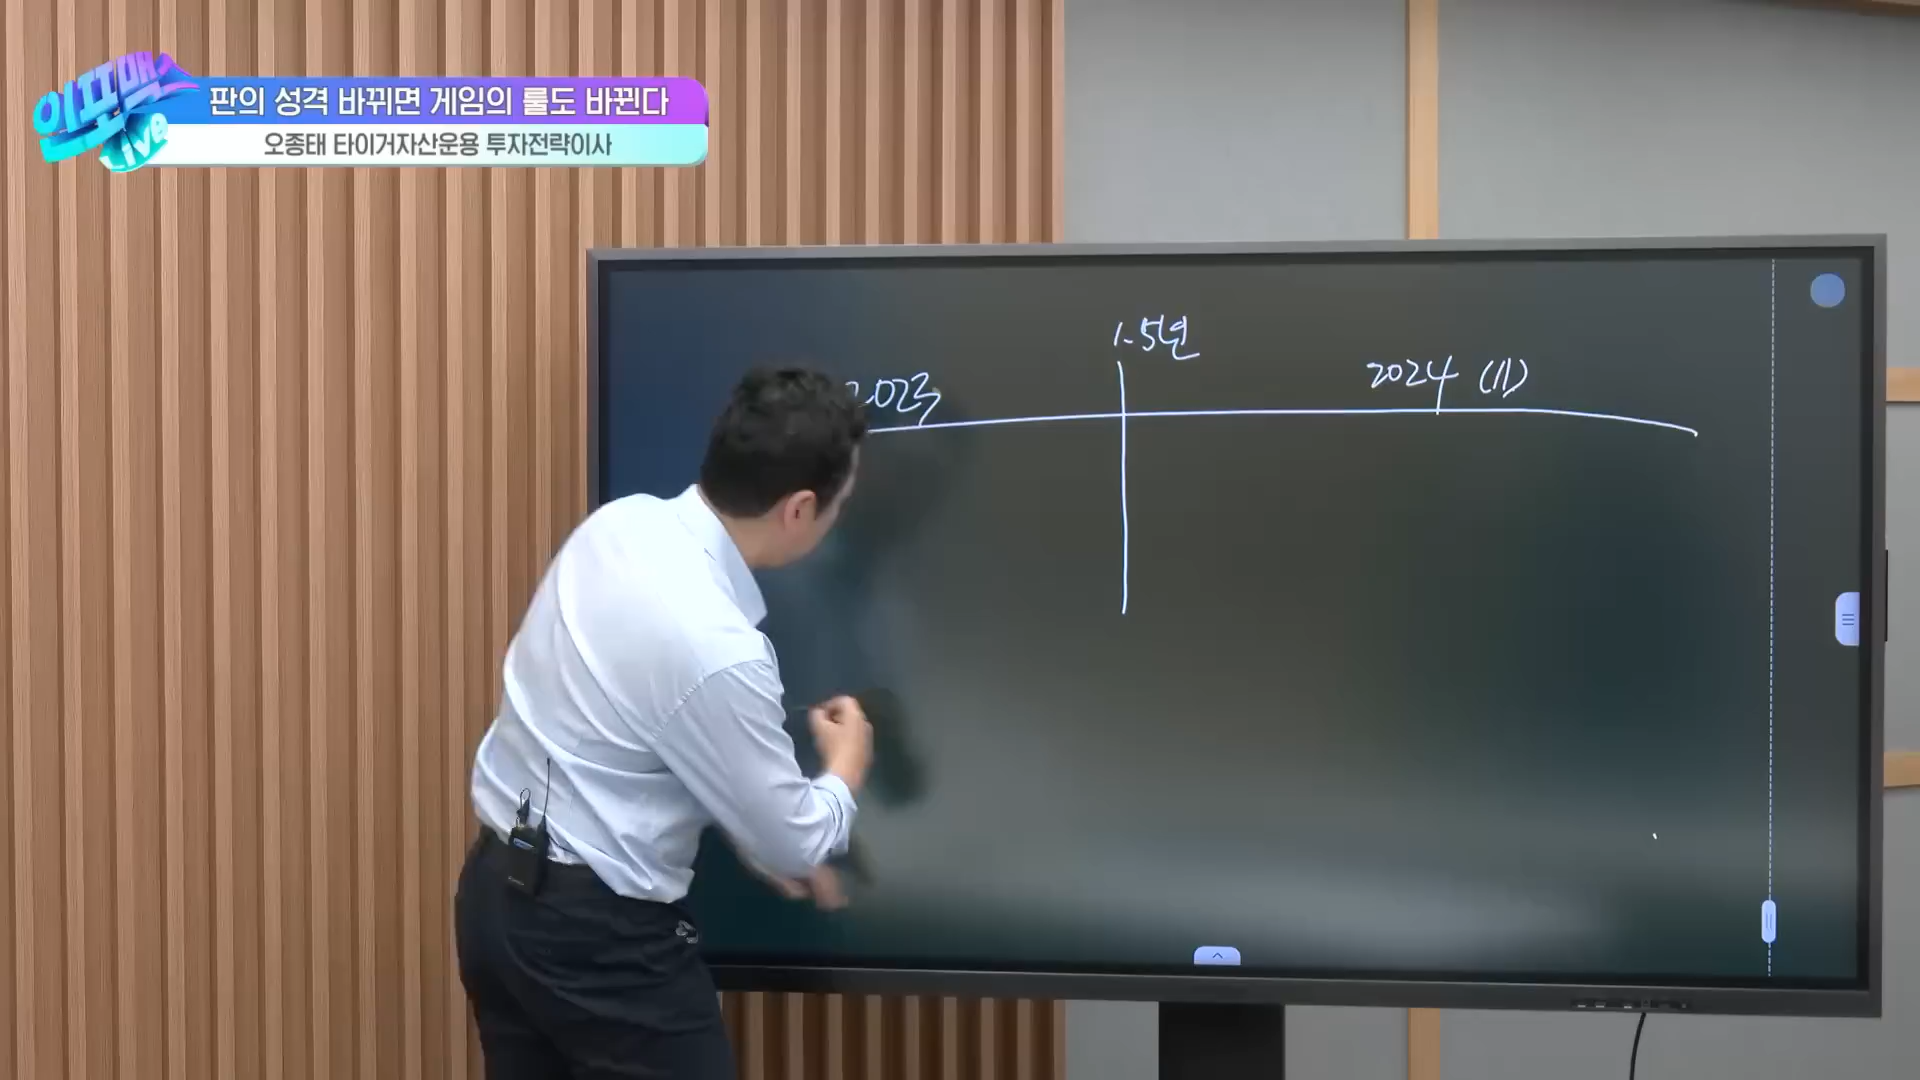 인포맥스
Live
판의 성격 바뀌면 게임의 룰도 바뀐다
오종태 타이거자산운용 투자전략이사
1.5년
2023
2024 (11)